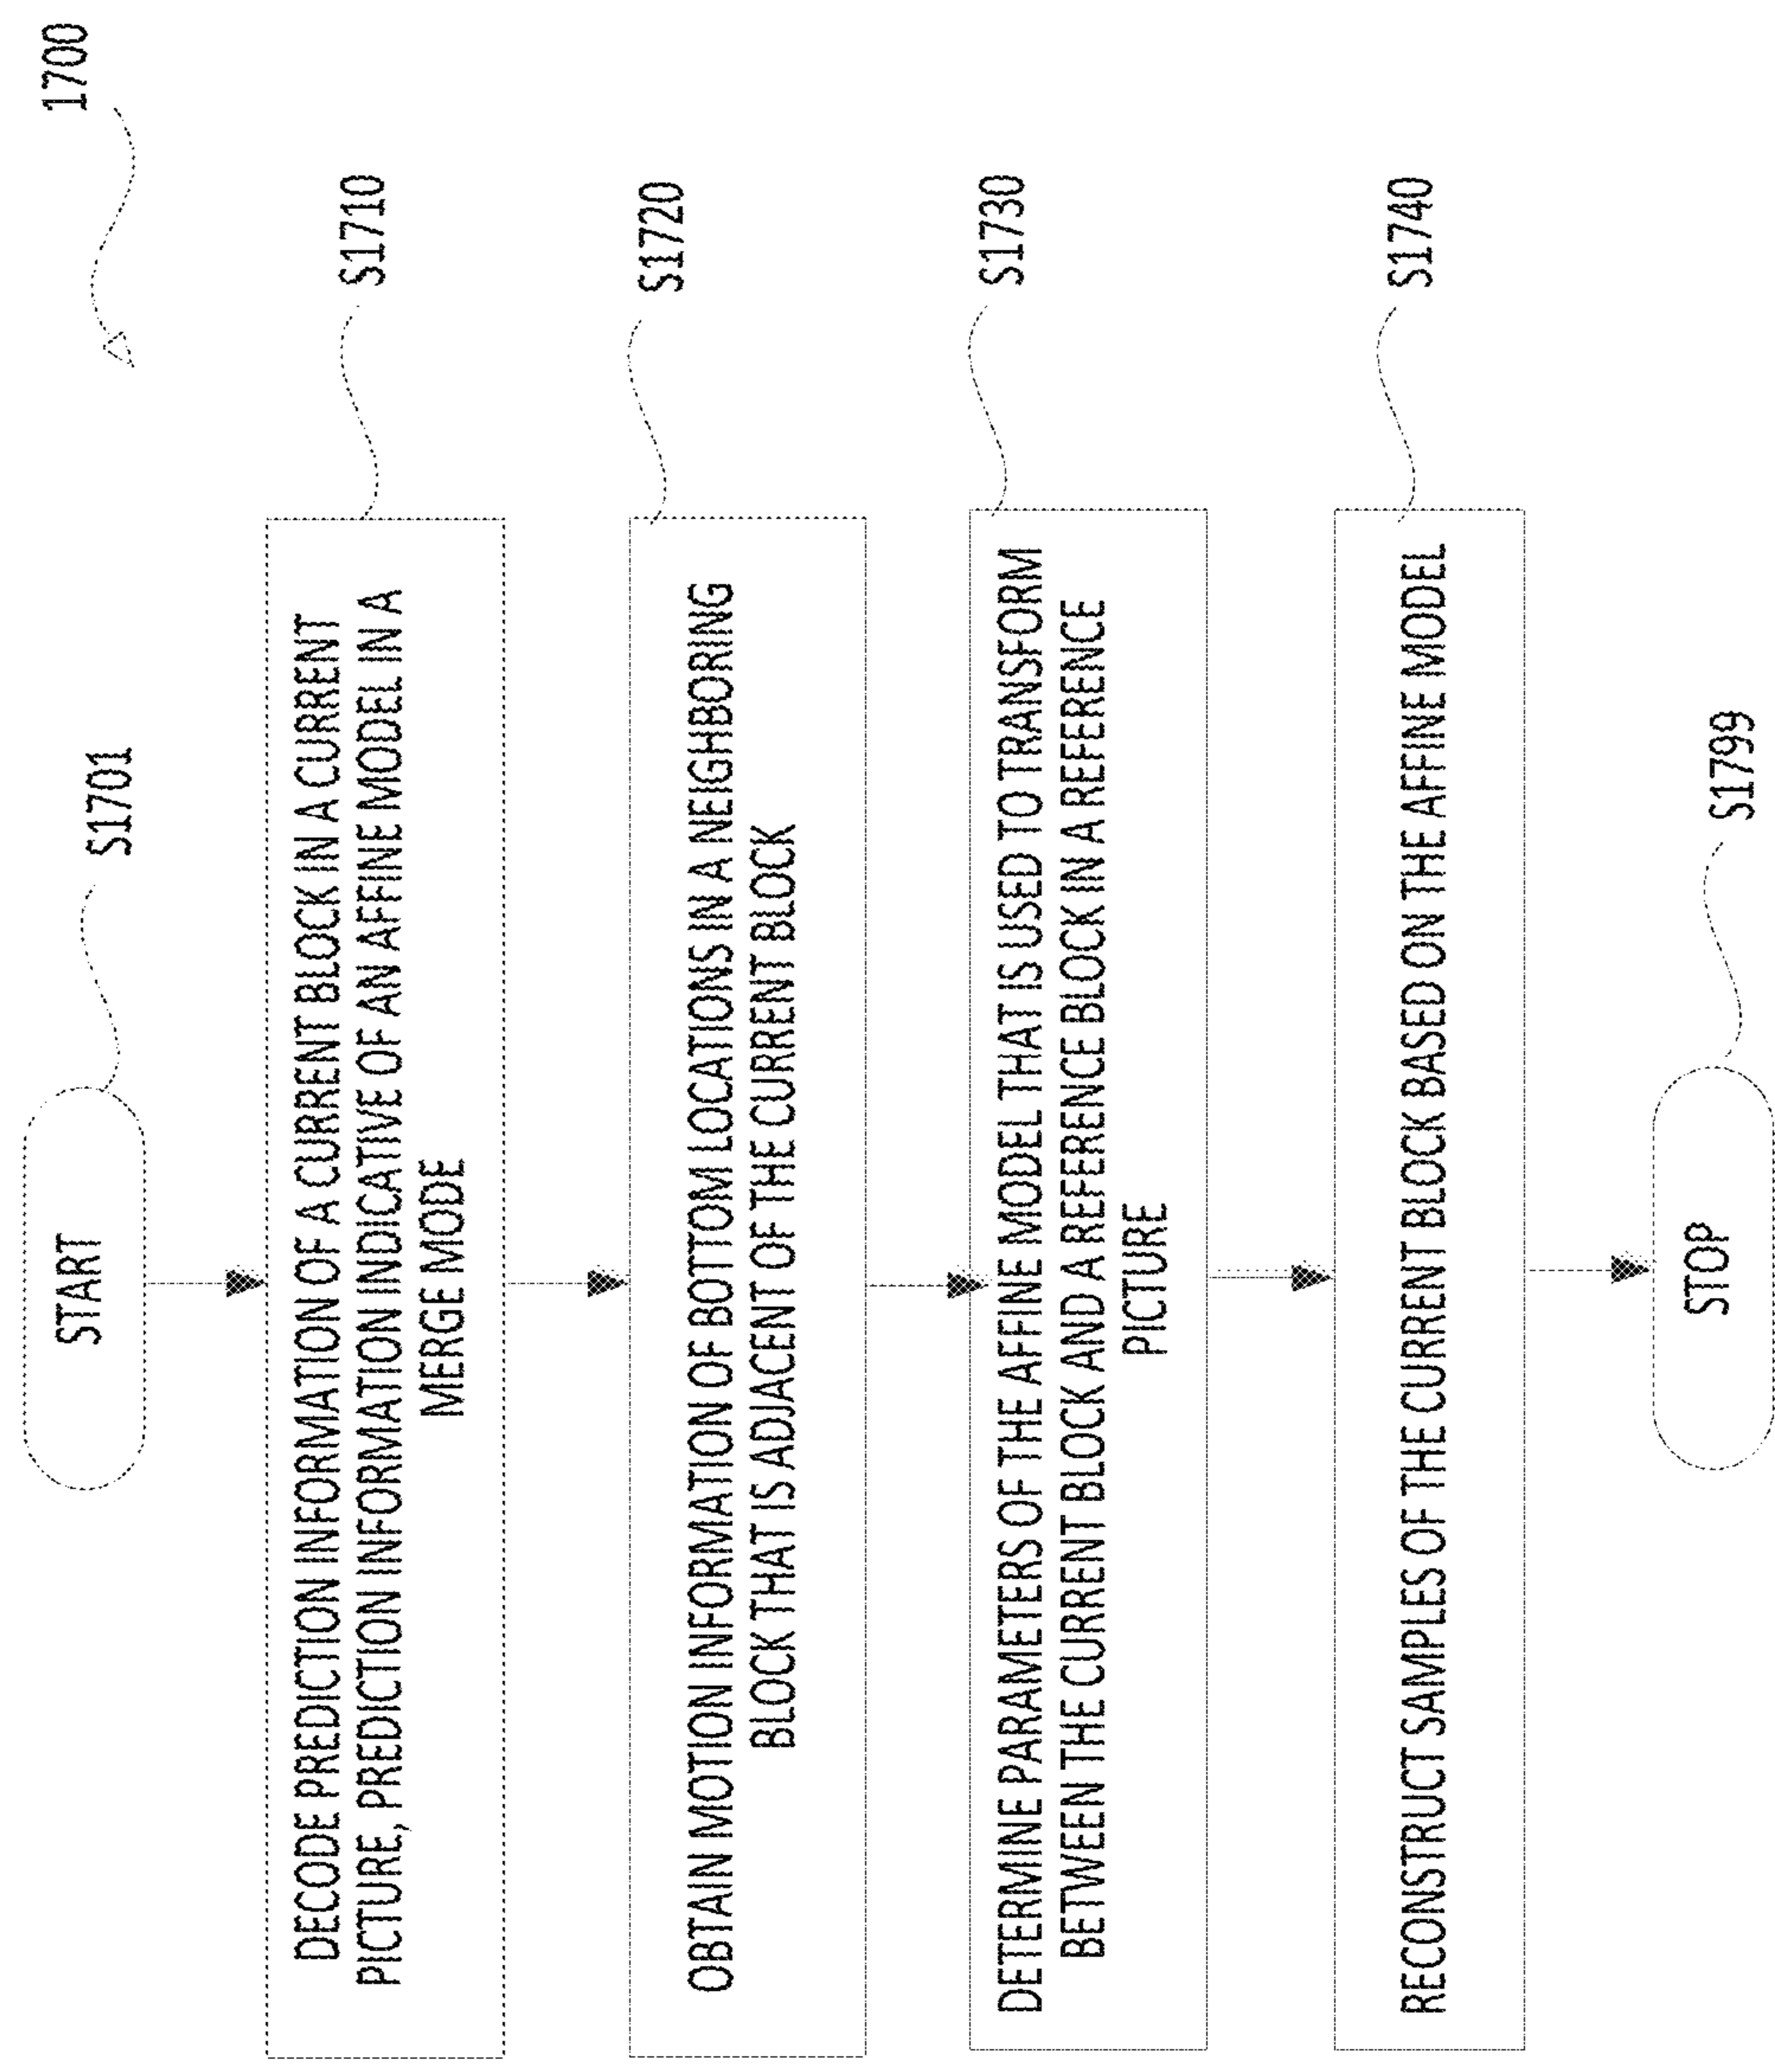 1700
START
S1701
DECODE PREDICTION INFORMATION OF A CURRENT BLOCK IN A CURRENT
PICTURE, PREDICTION INFORMATION INDICATIVE OF AN AFFINE MODEL IN A
MERGE MODE
S1710
OBTAIN MOTION INFORMATION OF BOTTOM LOCATIONS IN A NEIGHBORING
BLOCK THAT IS ADJACENT OF THE CURRENT BLOCK
S1720
DETERMINE PARAMETERS OF THE AFFINE MODEL THAT IS USED TO TRANSFORM
BETWEEN THE CURRENT BLOCK AND A REFERENCE BLOCK IN A REFERENCE
PICTURE
S1730
RECONSTRUCT SAMPLES OF THE CURRENT BLOCK BASED ON THE AFFINE MODEL
S1740
STOP
S1799